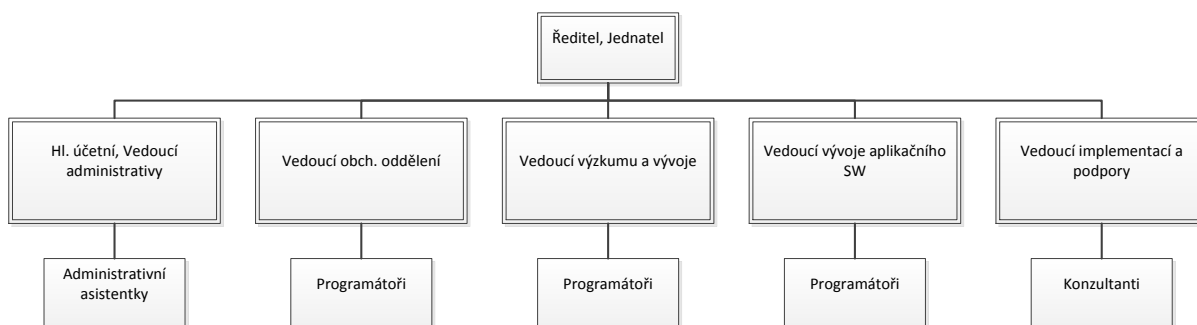 Ředitel, Jednatel
Hl. účetní, Vedoucí
administrativy
Vedoucí obch. oddělení
Vedoucí výzkumu a vývoje
Vedoucí vývoje aplikačního
SW
Vedoucí implementací a
podpory
Administrativní
asistentky
Programátoři
Programátoři
Programátoři
Konzultanti